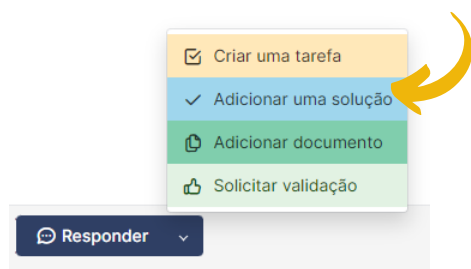 Criar uma tarefa
Adicionar uma solução
Adicionar documento
Solicitar validação
Responder